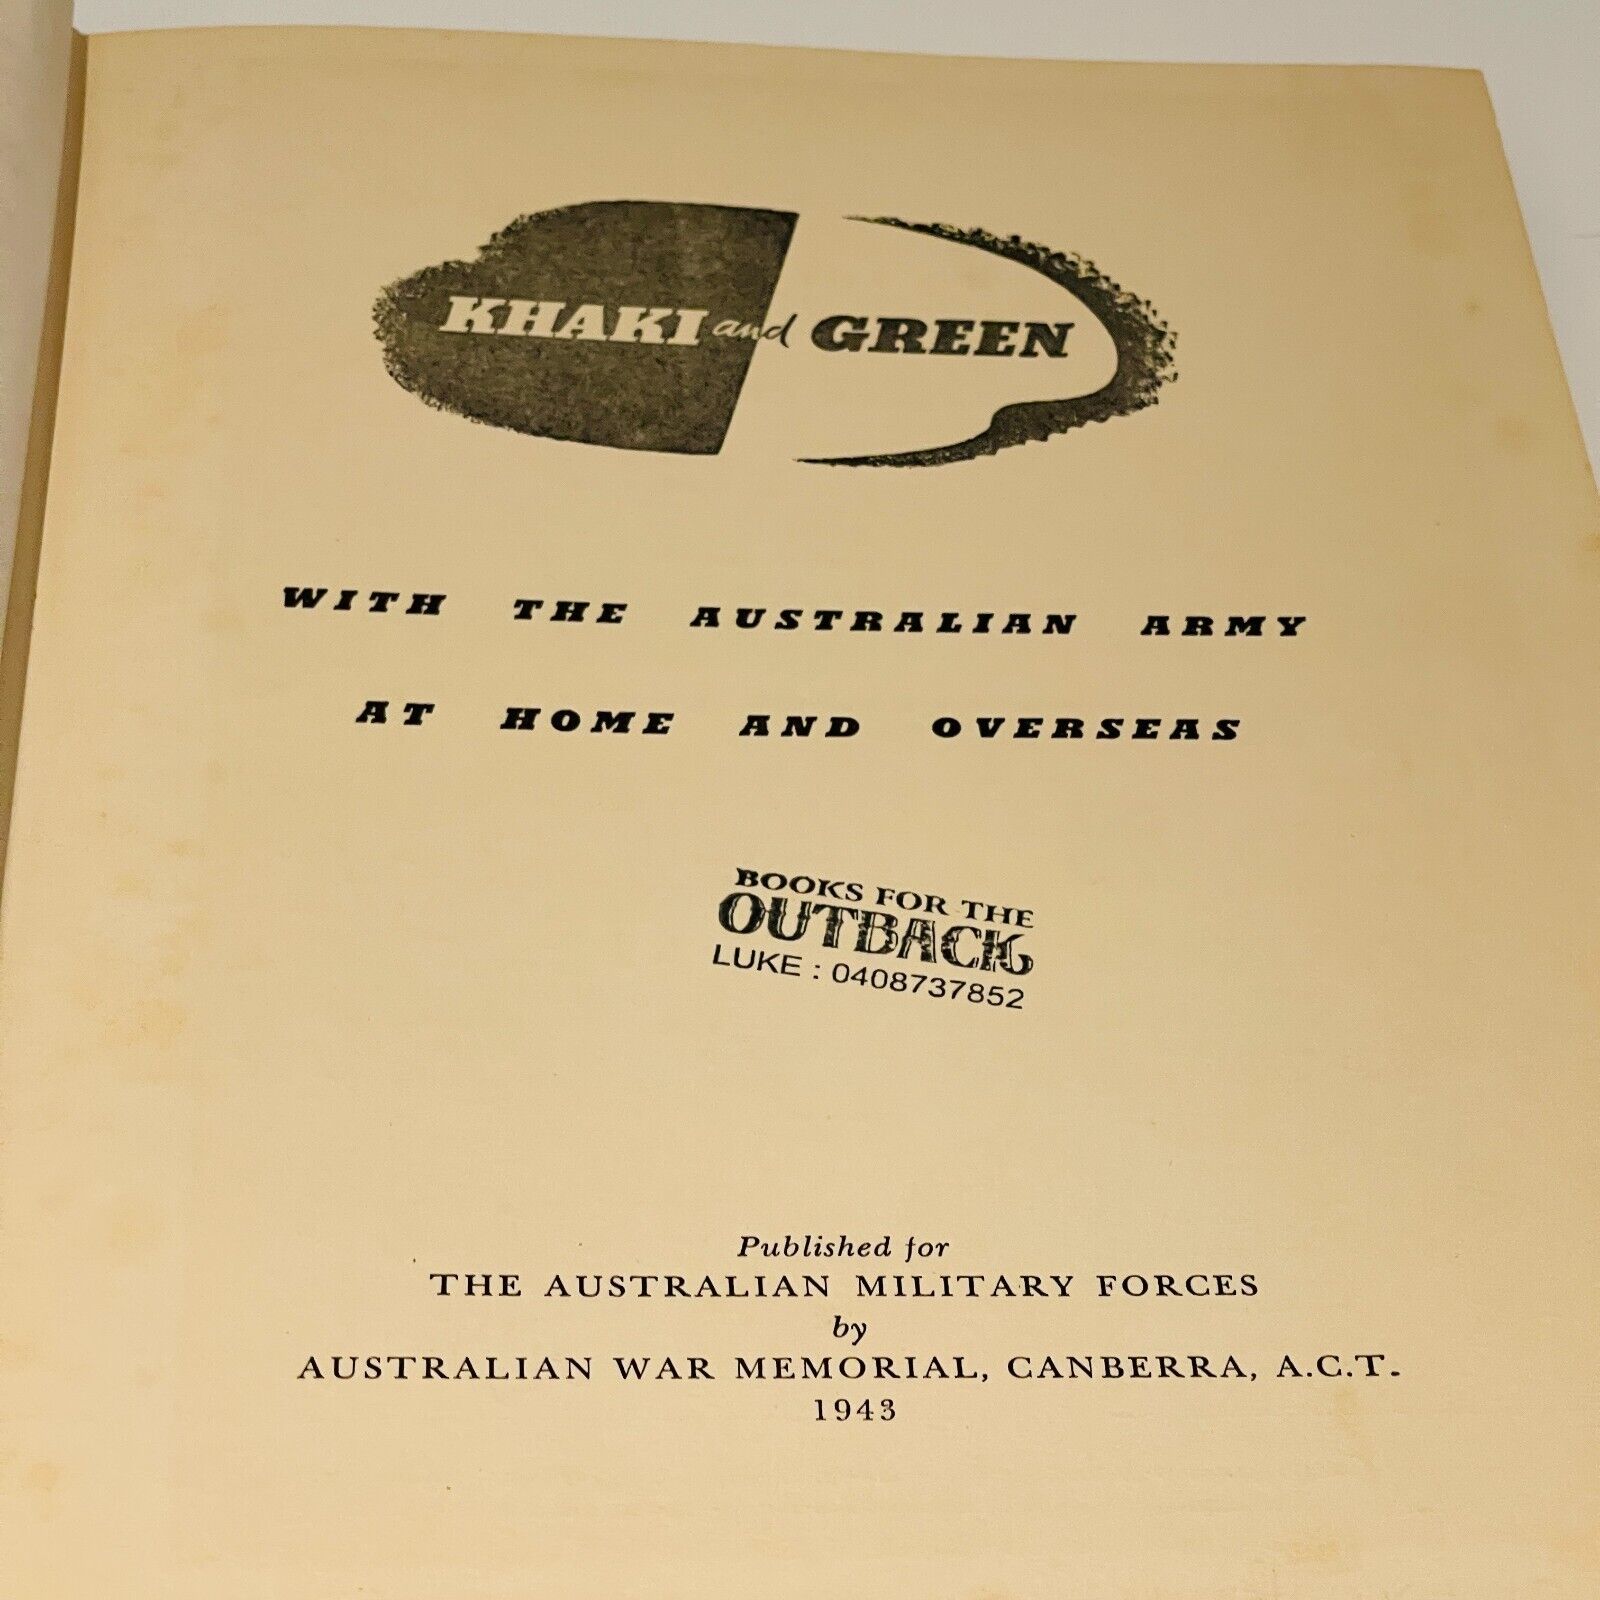 KHAKI and GREEN
WITH THE AUSTRALIAN ARMY
AT HOME AND OVERSEAS
BOOKS FOR THE
OUTBACK
LUKE : 0408737852
Published for
THE AUSTRALIAN MILITARY FORCES
by
AUSTRALIAN WAR MEMORIAL, CANBERRA, A.C.T.
1943